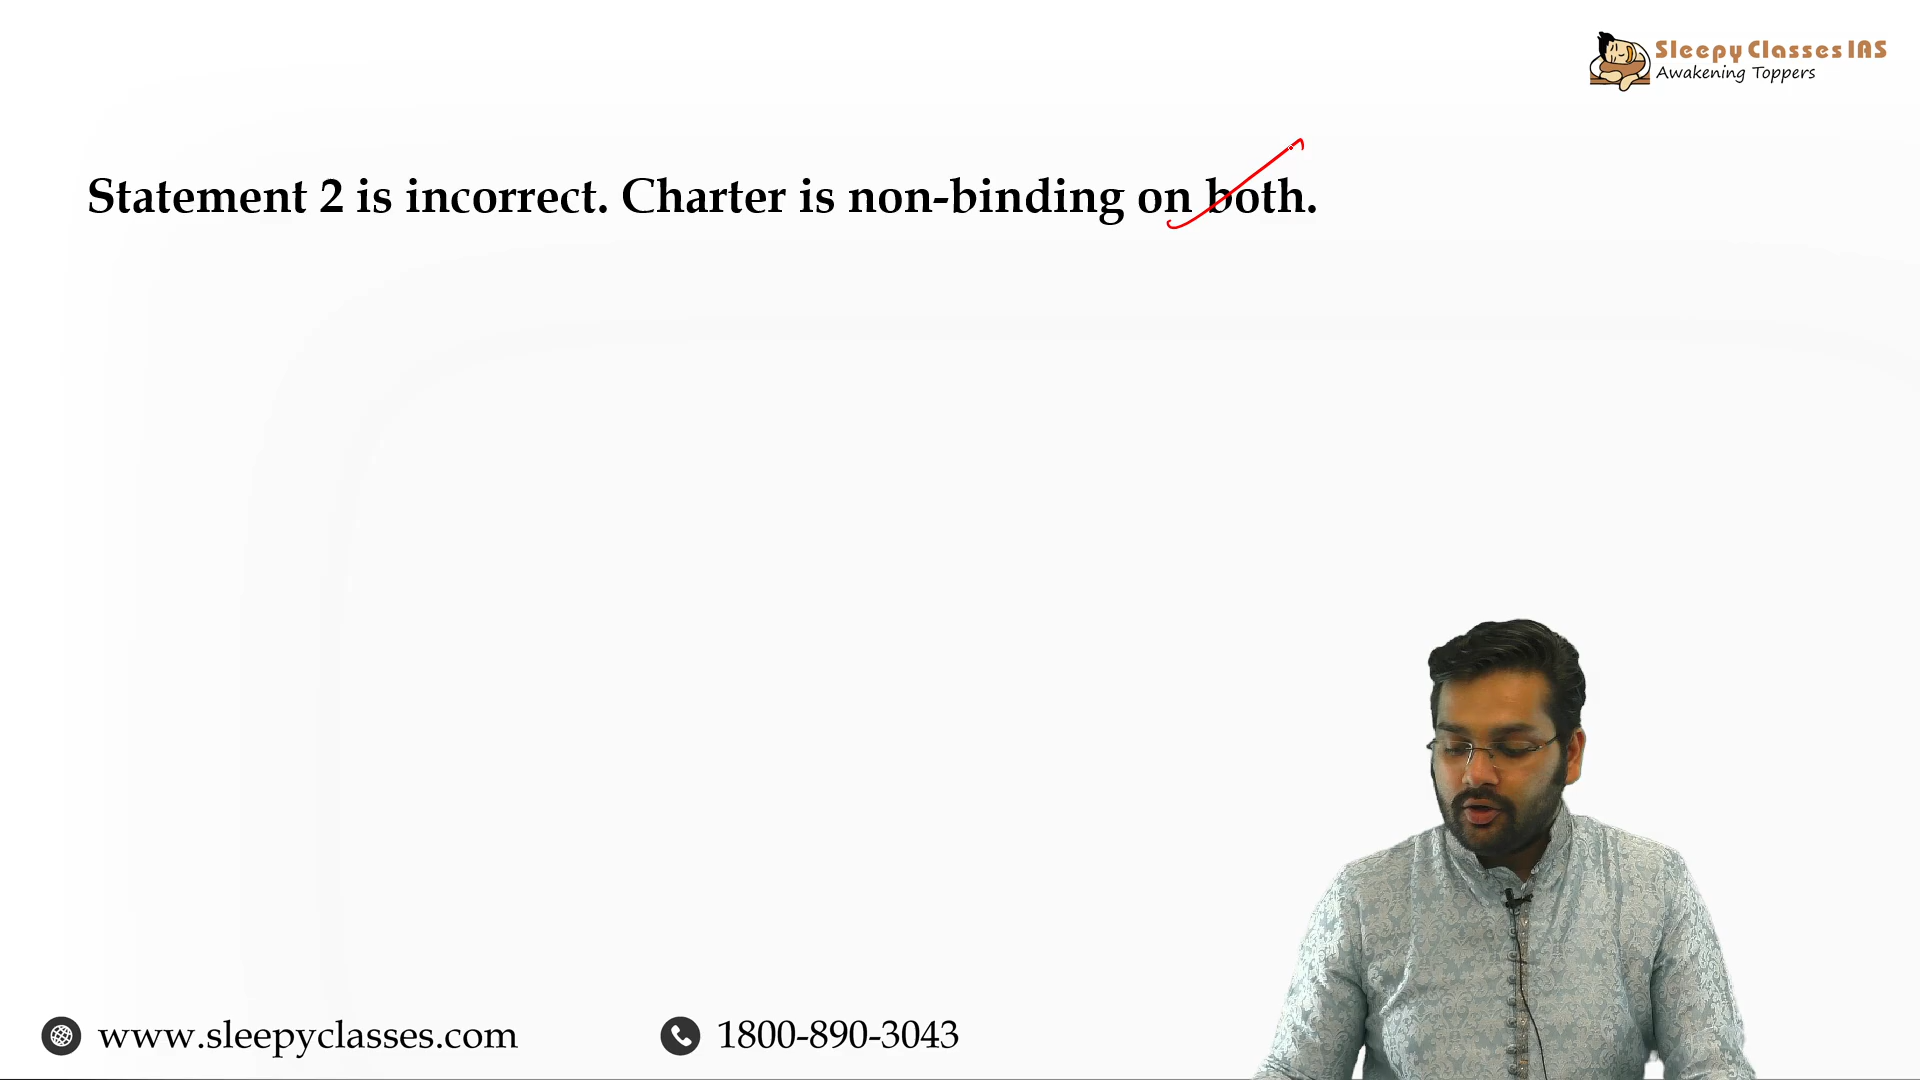 Sleepy Classes IAS
Awakening Toppers
Statement 2 is incorrect. Charter is non-binding on both.
www.sleepyclasses.com
1800-890-3043